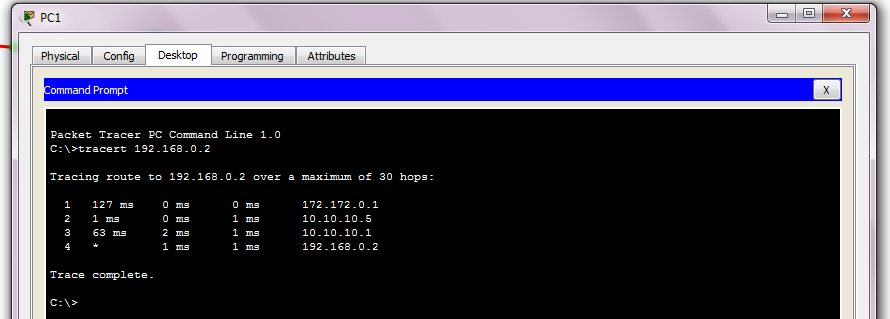 PC1
Physical Config Desktop Programming Attributes
Command Prompt X
Packet Tracer PC Command Line 1.0
C:\>tracert 192.168.0.2
Tracing route to 192.168.0.2 over a maximum of 30 hops:
1 127 ms 0 ms 0 ms 172.172.0.1
2 1 ms 0 ms 1 ms 10.10.10.5
3 63 ms 2 ms 1 ms 10.10.10.1
4 * 1 ms 1 ms 192.168.0.2
Trace complete.
C:\>